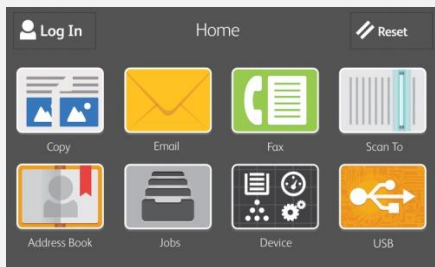 Log In Home Reset
Copy Email Fax Scan To
Address Book Jobs Device USB